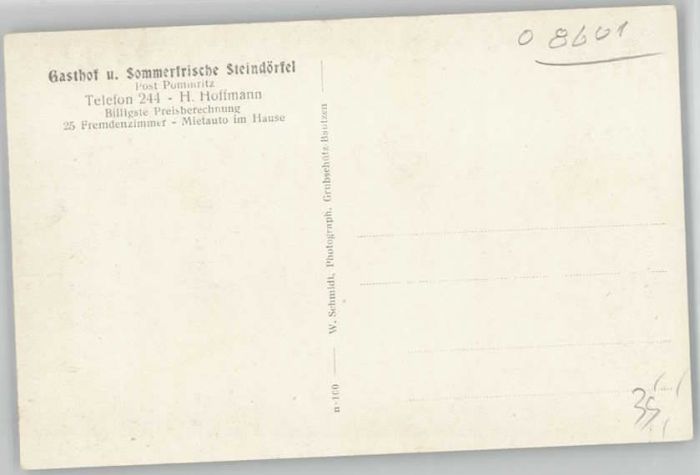 Gasthof u. Sommerfrische Steindörfel
Post Pommritz
Telefon 244 - H. Hoffmann
Billigste Preisberechnung
25 Fremdenzimmer - Mietauto im Hause
O 8601
n-100 W. Schmidt, Photograph, Grubschütz-Bautzen